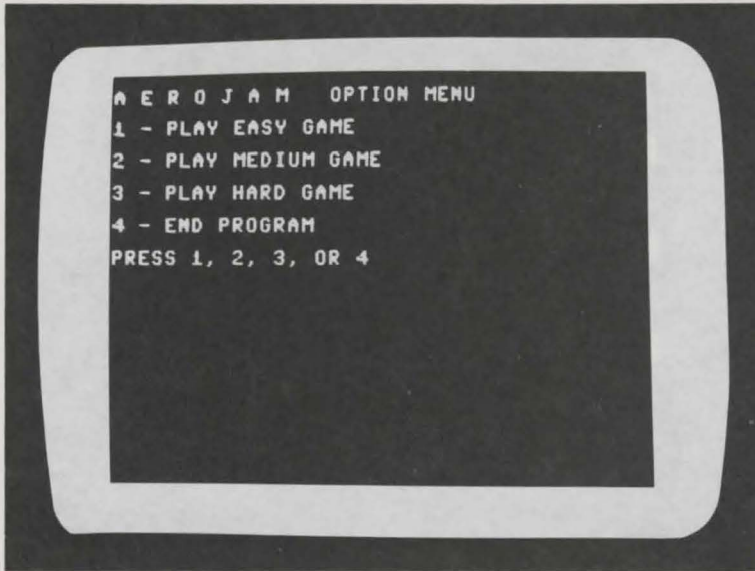 A E R O J A M   OPTION MENU
1 - PLAY EASY GAME
2 - PLAY MEDIUM GAME
3 - PLAY HARD GAME
4 - END PROGRAM
PRESS 1, 2, 3, OR 4